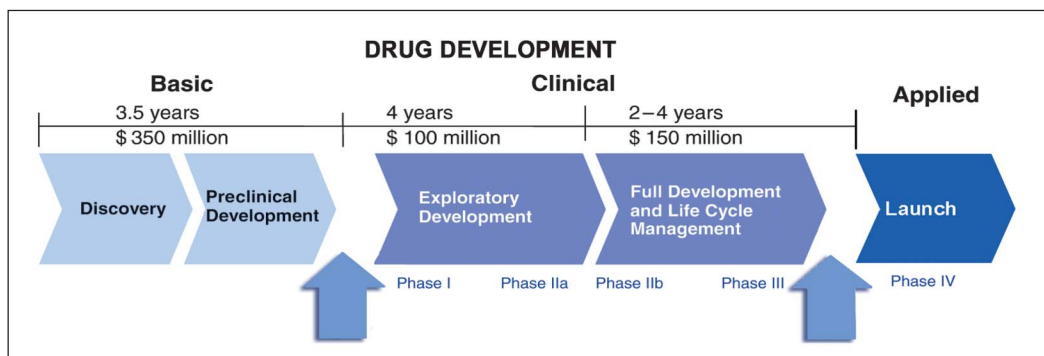 DRUG DEVELOPMENT
Basic
Clinical
Applied
3.5 years
4 years
2–4 years
$ 350 million
$ 100 million
$ 150 million
Discovery
Preclinical
Development
Exploratory
Development
Full Development
and Life Cycle
Management
Launch
Phase I
Phase IIa
Phase IIb
Phase III
Phase IV